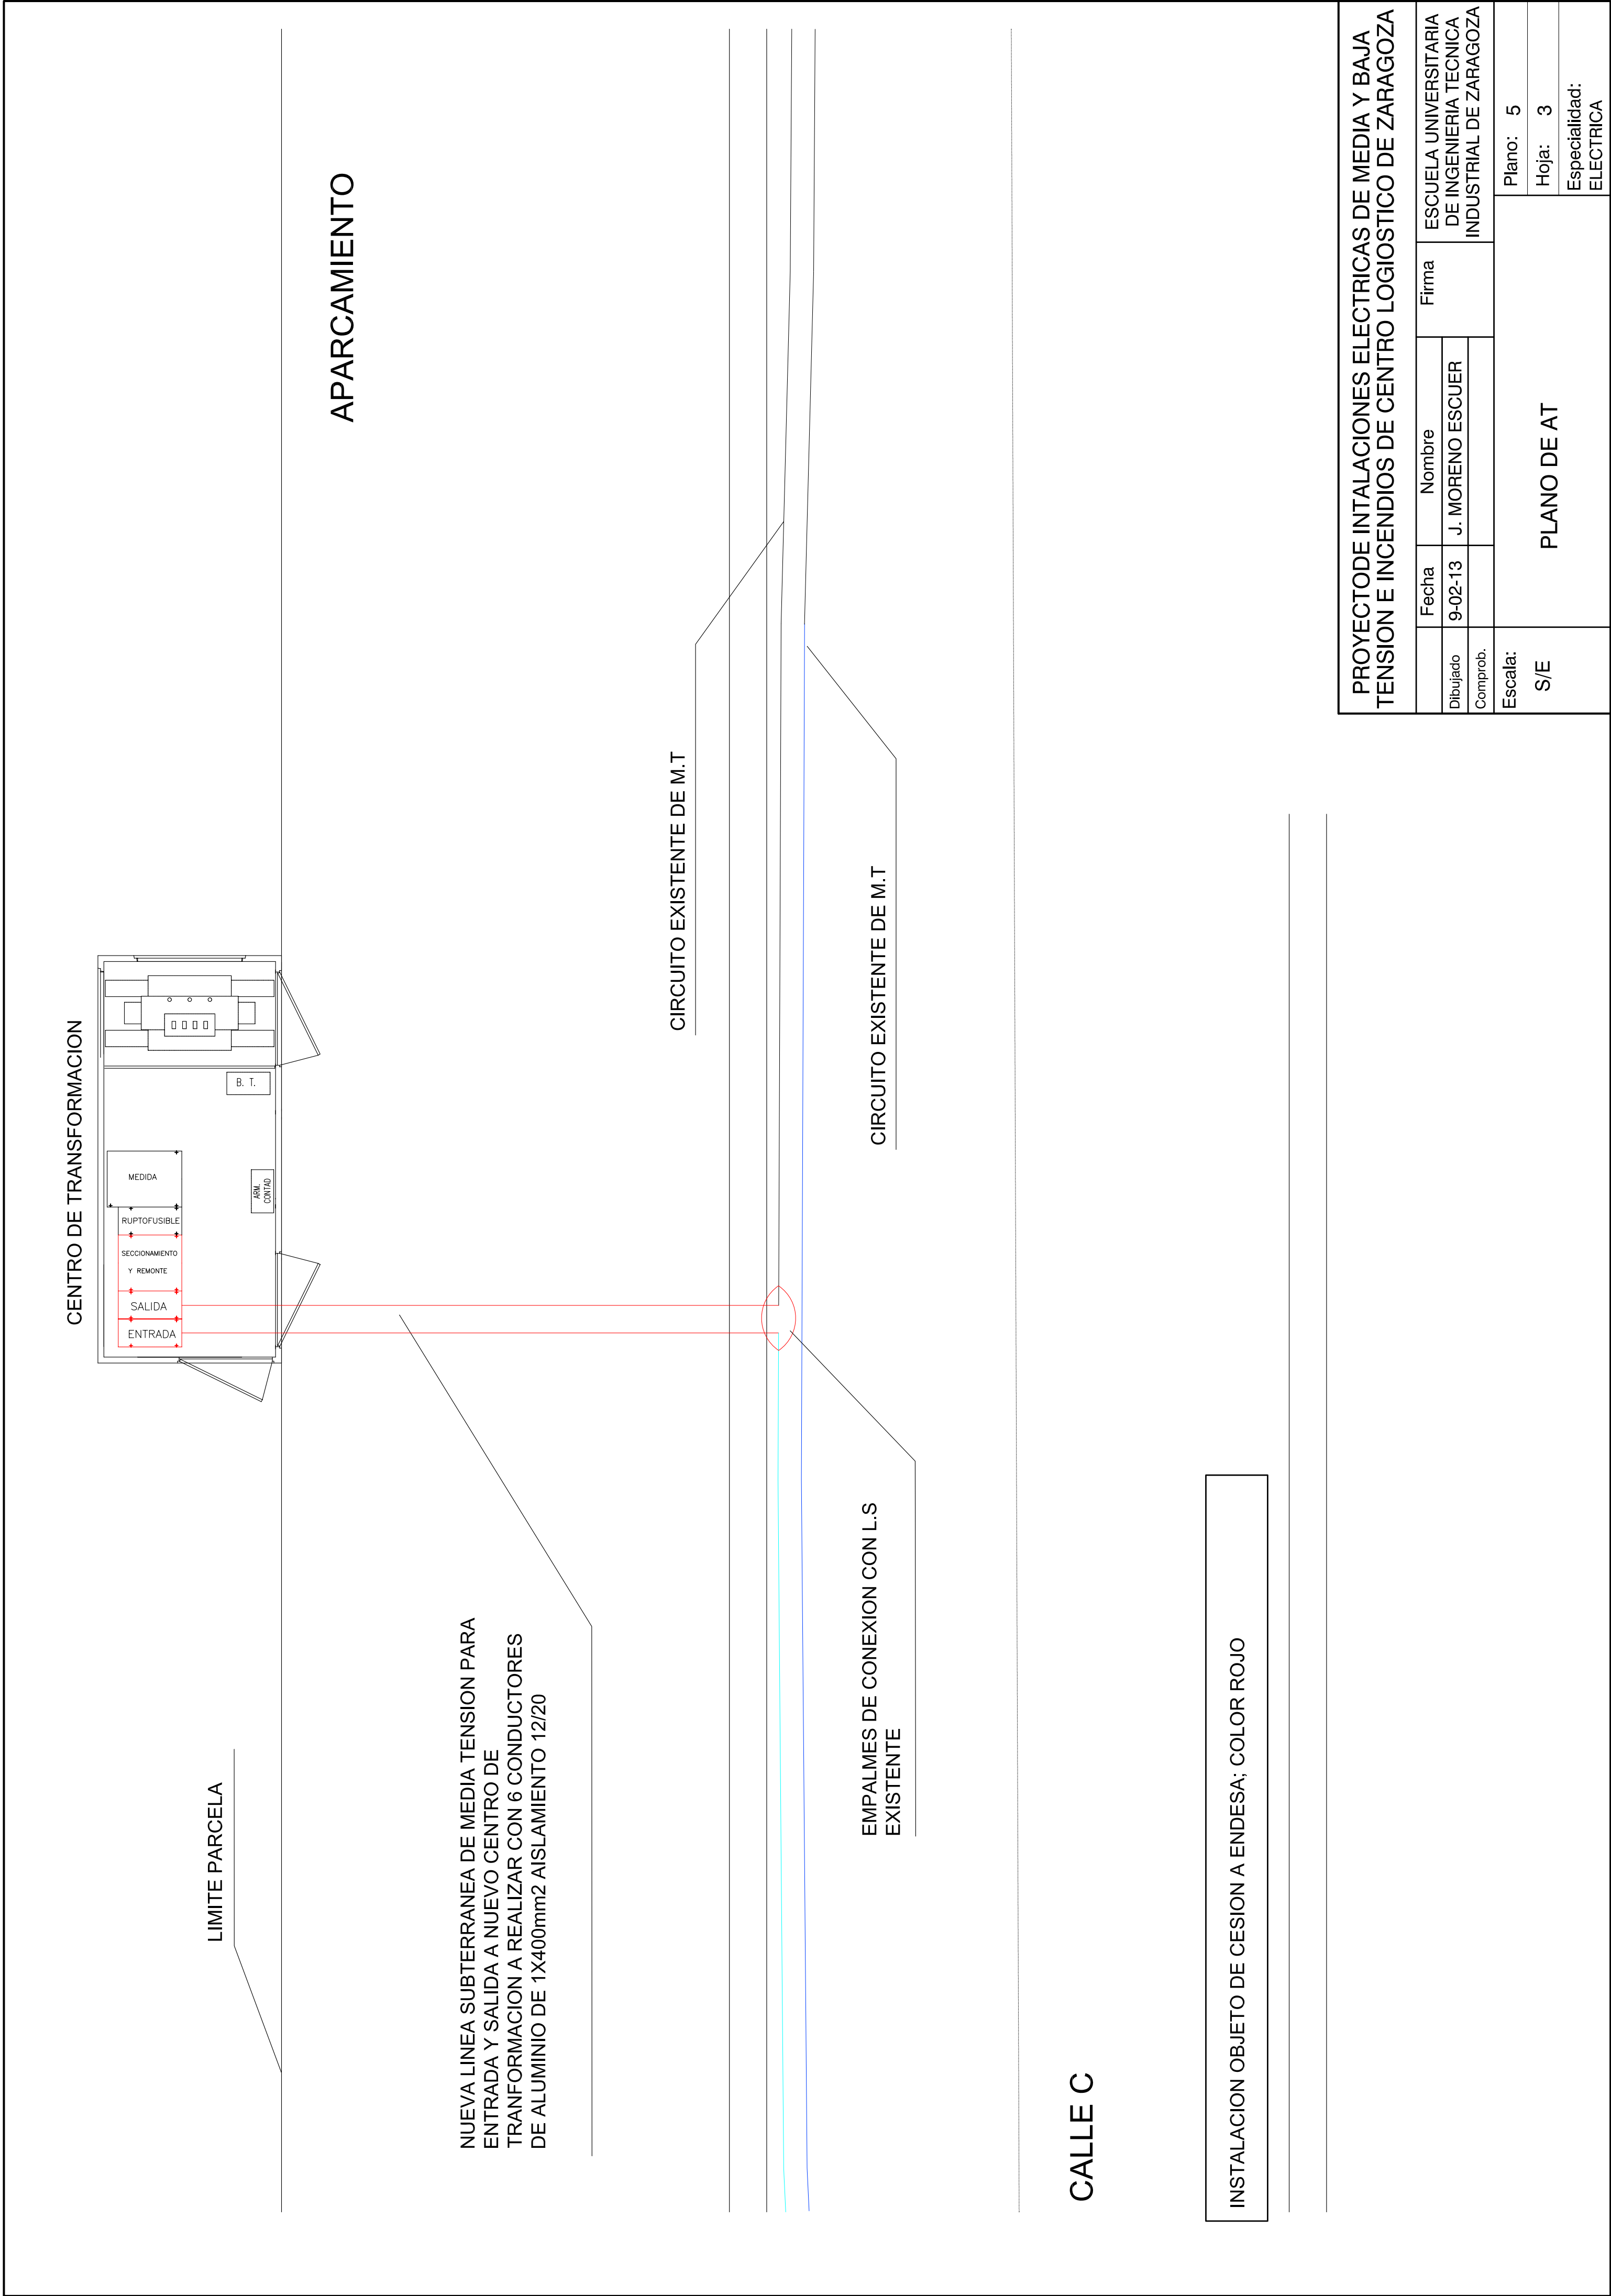 CENTRO DE TRANSFORMACION
LIMITE PARCELA
ENTRADA
SALIDA
SECCIONAMIENTO
Y REMONTE
RUPTOFUSIBLE
MEDIDA
ARM.
CONTAD
B. T.
APARCAMIENTO
NUEVA LINEA SUBTERRANEA DE MEDIA TENSION PARA
ENTRADA Y SALIDA A NUEVO CENTRO DE
TRANFORMACION A REALIZAR CON 6 CONDUCTORES
DE ALUMINIO DE 1X400mm2 AISLAMIENTO 12/20
CIRCUITO EXISTENTE DE M.T
EMPALMES DE CONEXION CON L.S
EXISTENTE
CIRCUITO EXISTENTE DE M.T
CALLE C
INSTALACION OBJETO DE CESION A ENDESA; COLOR ROJO
PROYECTODE INTALACIONES ELECTRICAS DE MEDIA Y BAJA
TENSION E INCENDIOS DE CENTRO LOGIOSTICO DE ZARAGOZA
Fecha
Nombre
Firma
ESCUELA UNIVERSITARIA
DE INGENIERIA TECNICA
INDUSTRIAL DE ZARAGOZA
Dibujado
9-02-13
J. MORENO ESCUER
Comprob.
Escala:
S/E
PLANO DE AT
Plano: 5
Hoja: 3
Especialidad:
ELECTRICA